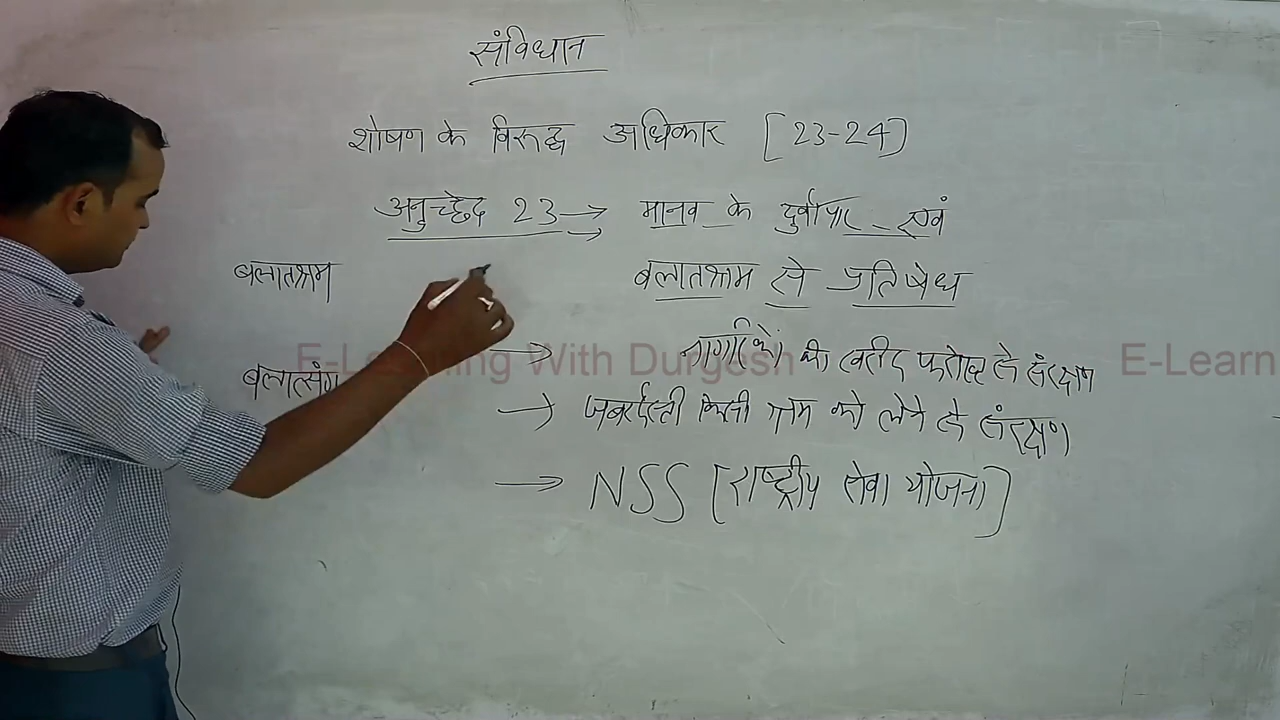 संविधान
शोषण के विरुद्ध अधिकार [23-24]
अनुच्छेद 23 → मानव के दुर्व्यापार - एवं
बलातश्रम
बलातश्रम से प्रतिषेध
→ नागरिकों की खरीद फरोख्त से संरक्षण
E-Learning With Durgesh
E-Learn
बलात्संग
→ जबरदस्ती किसी श्रम को लेने से संरक्षण
→ NSS [राष्ट्रीय सेवा योजना]